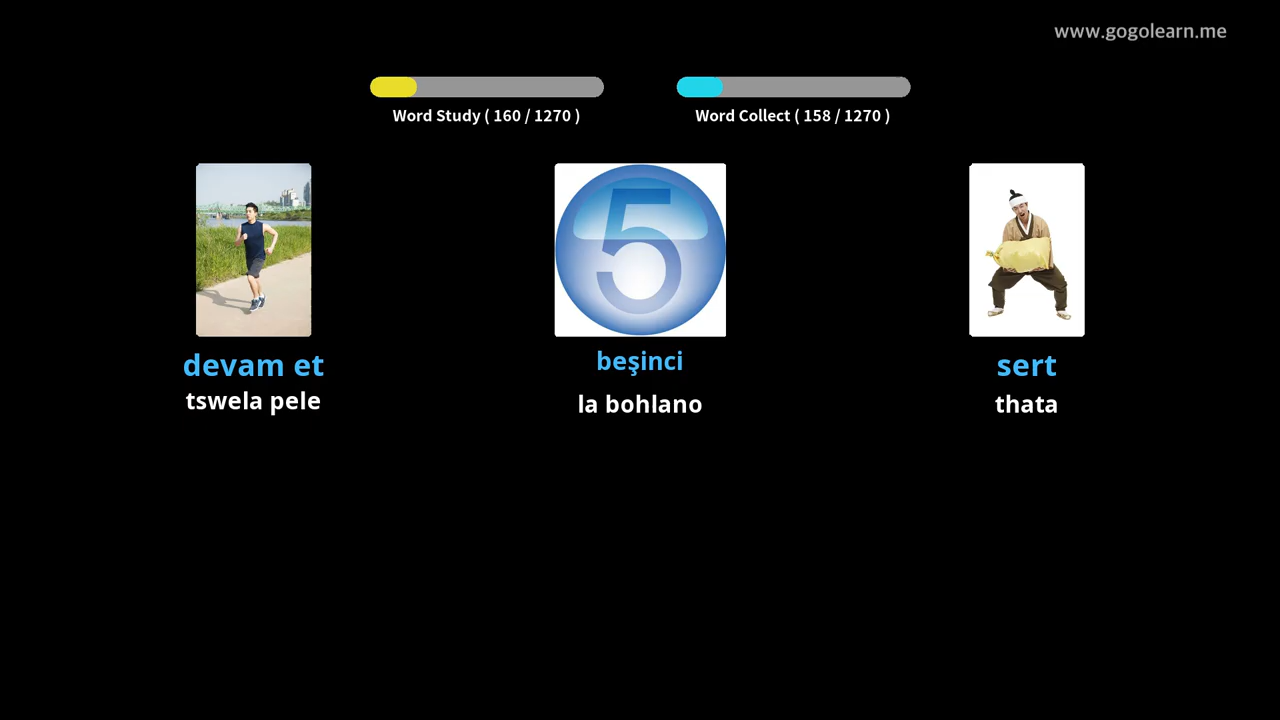 www.gogolearn.me
Word Study ( 160 / 1270 )
Word Collect ( 158 / 1270 )
5
devam et
tswela pele
beşinci
la bohlano
sert
thata